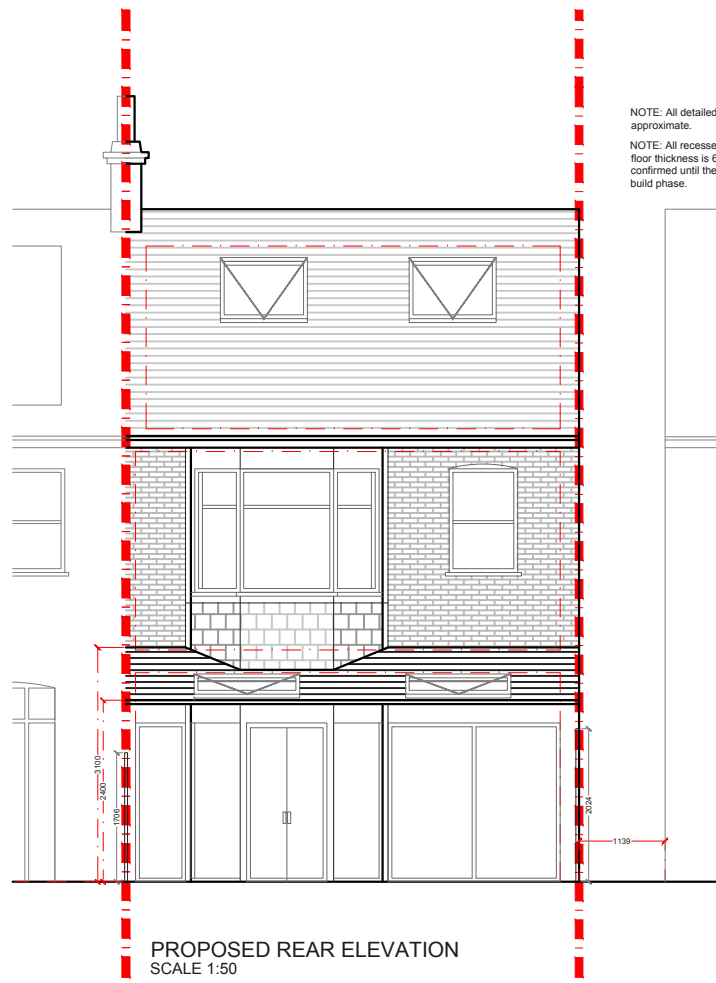 NOTE: All detailed
approximate.
NOTE: All recesse
floor thickness is 6
confirmed until the
build phase.
3100
2400
1706
2024
1139
PROPOSED REAR ELEVATION
SCALE 1:50